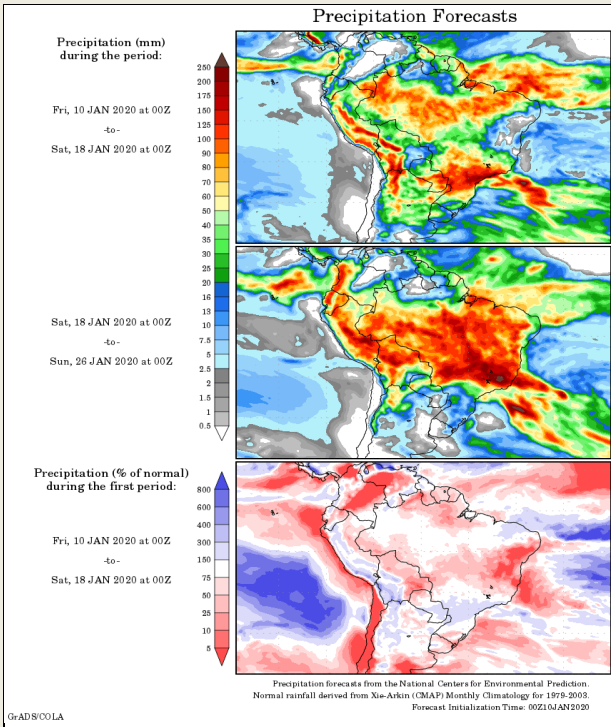 Precipitation Forecasts
Precipitation (mm)
during the period:
Fri, 10 JAN 2020 at 00Z
-to-
Sat, 18 JAN 2020 at 00Z
250
200
175
150
125
100
90
80
70
60
50
40
35
30
25
20
16
13
10
7.5
5
2.5
2
1.5
1
0.5
Sat, 18 JAN 2020 at 00Z
-to-
Sun, 26 JAN 2020 at 00Z
Precipitation (% of normal)
during the first period:
Fri, 10 JAN 2020 at 00Z
-to-
Sat, 18 JAN 2020 at 00Z
800
600
400
300
150
75
50
25
10
5
Precipitation forecasts from the National Centers for Environmental Prediction.
Normal rainfall derived from Xie-Arkin (CMAP) Monthly Climatology for 1979-2003.
Forecast Initialization Time: 00Z10JAN2020
GrADS/COLA